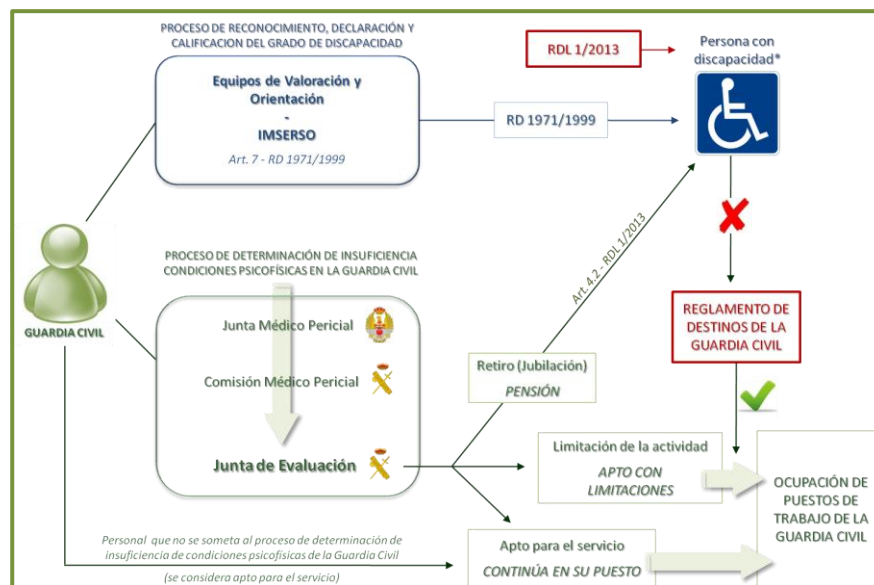 PROCESO DE RECONOCIMIENTO, DECLARACIÓN Y
CALIFICACION DEL GRADO DE DISCAPACIDAD
Equipos de Valoración y
Orientación
-
IMSERSO
Art. 7 - RD 1971/1999
RDL 1/2013
Persona con
discapacidad*
RD 1971/1999
GUARDIA CIVIL
PROCESO DE DETERMINACIÓN DE INSUFICIENCIA
CONDICIONES PSICOFÍSICAS EN LA GUARDIA CIVIL
Junta Médico Pericial
Comisión Médico Pericial
Junta de Evaluación
Art. 4.2 - RDL 1/2013
Retiro (Jubilación)
PENSIÓN
REGLAMENTO DE
DESTINOS DE LA
GUARDIA CIVIL
Limitación de la actividad
APTO CON
LIMITACIONES
Apto para el servicio
CONTINÚA EN SU PUESTO
OCUPACIÓN DE
PUESTOS DE
TRABAJO DE LA
GUARDIA CIVIL
Personal que no se someta al proceso de determinación de
insuficiencia de condiciones psicofísicas de la Guardia Civil
(se considera apto para el servicio)